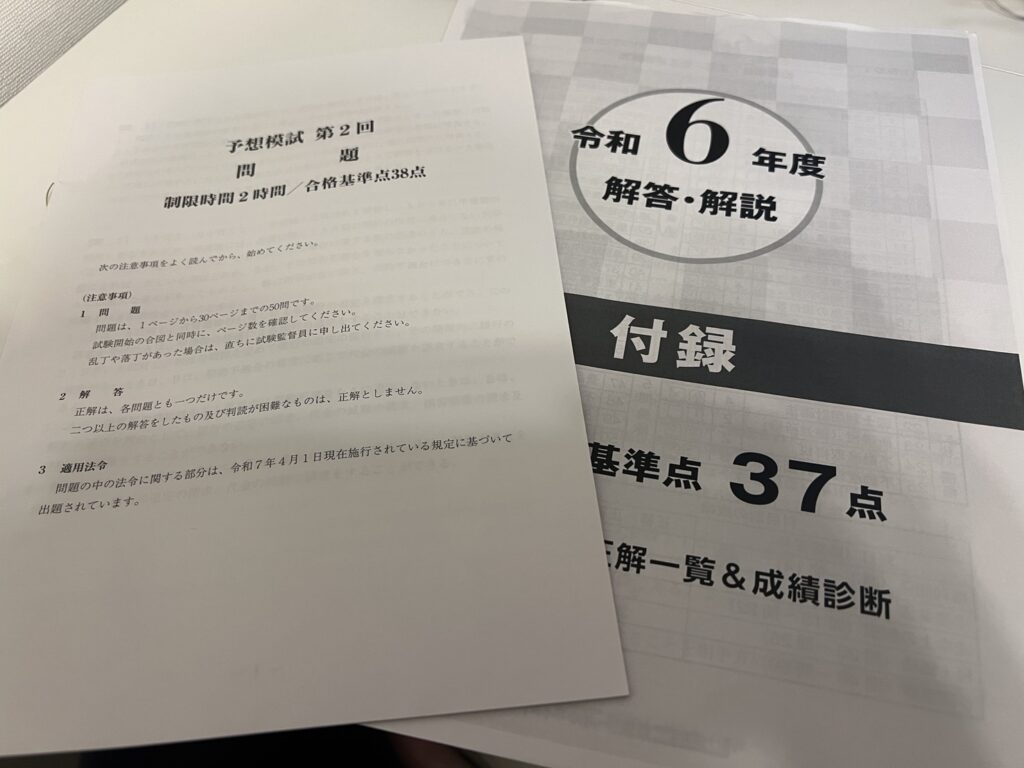 予想模試 第2回
問 題
制限時間2時間／合格基準点38点
次の注意事項をよく読んでから、始めてください。
（注意事項）
1 問 題
問題は、1ページから30ページまでの50問です。
試験開始の合図と同時に、ページ数を確認してください。
乱丁や落丁があった場合は、直ちに試験監督員に申し出てください。
2 解 答
正解は、各問題とも一つだけです。
二つ以上の解答をしたもの及び判読が困難なものは、正解としません。
3 適用法令
問題の中の法令に関する部分は、令和7年4月1日現在施行されている規定に基づいて
出題されています。
令和 6 年度
解答・解説
付録
基準点 37点
正解一覧＆成績診断